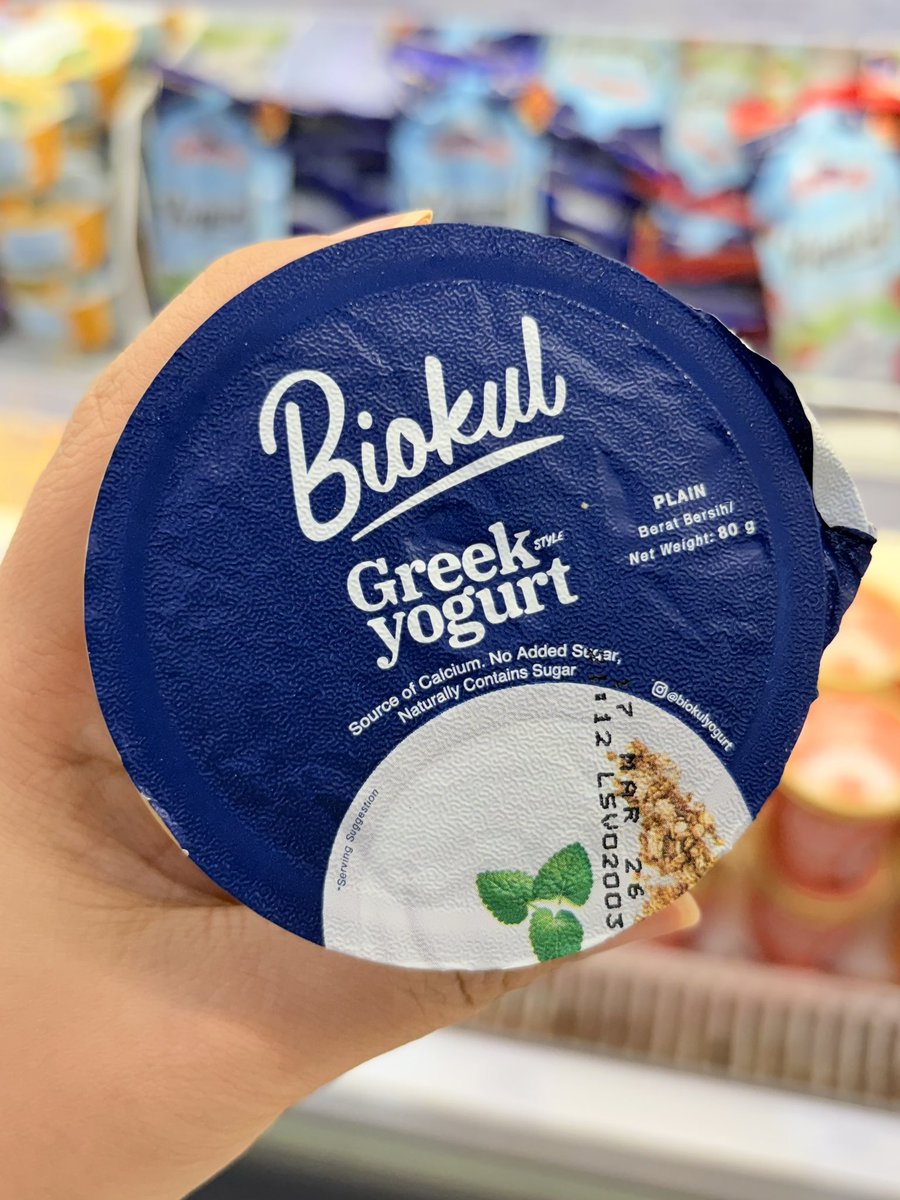 Biokul
Greek STYLE
yogurt
PLAIN
Berat Bersih/
Net Weight: 80 g
Source of Calcium. No Added Sugar,
Naturally Contains Sugar
@biokulyogurt
*Serving Suggestion
MAR 26
LSV02003